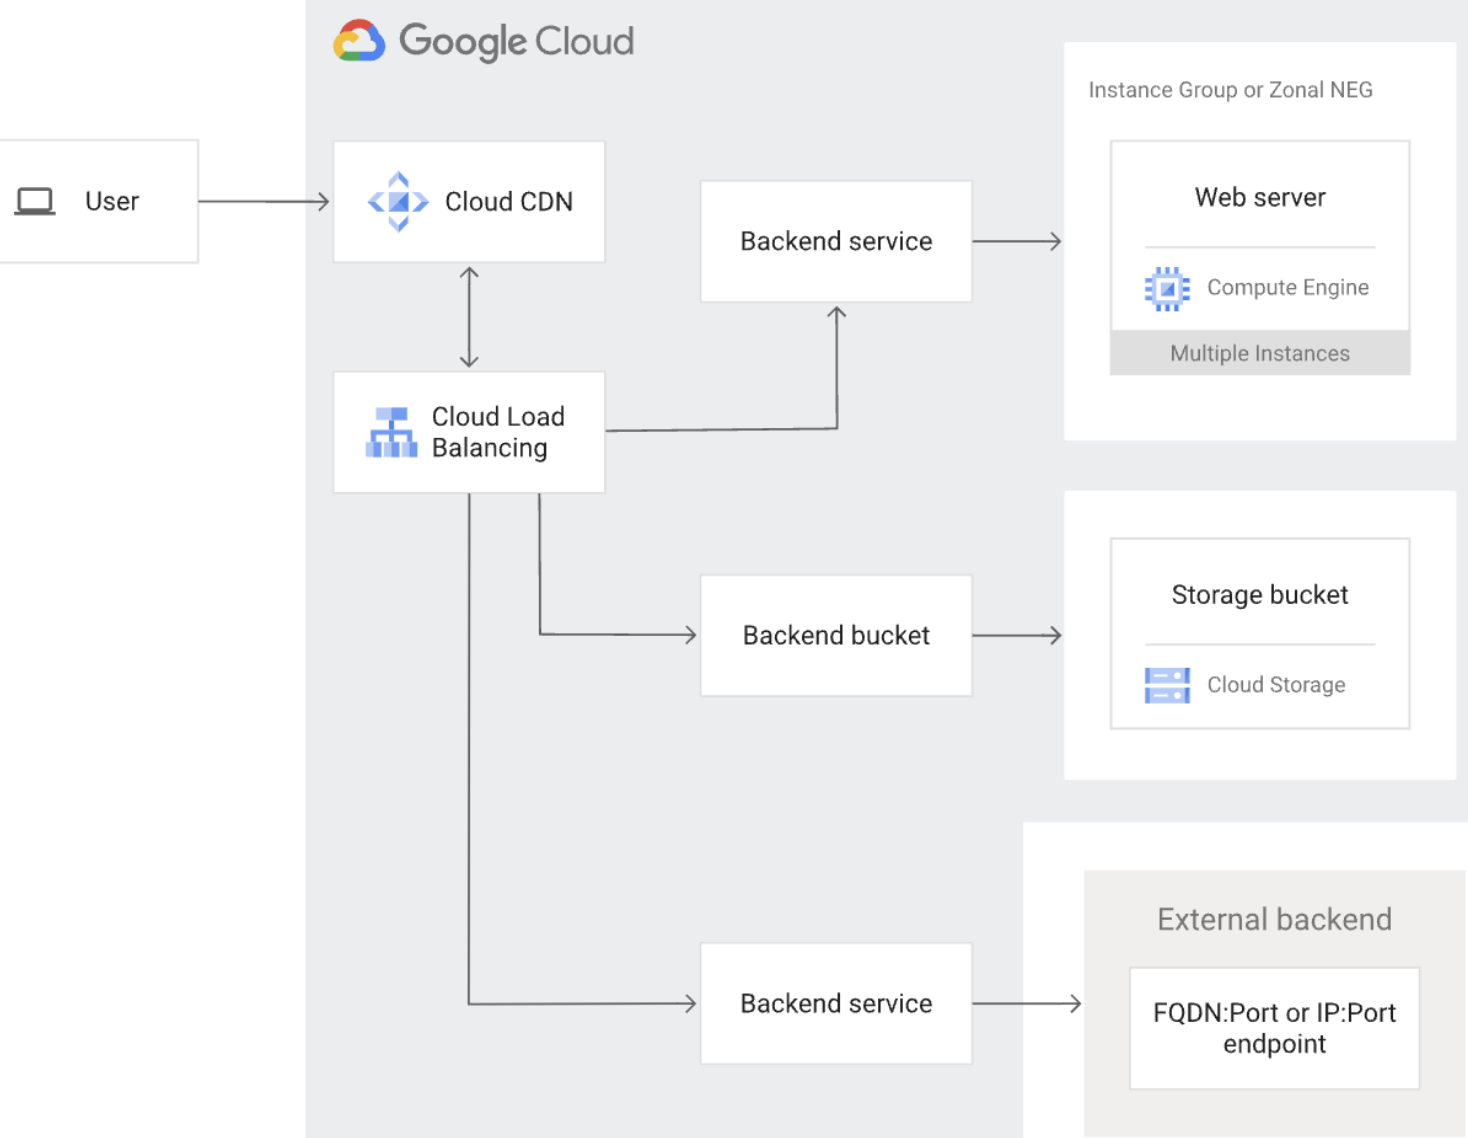 Google Cloud
Instance Group or Zonal NEG
User
Cloud CDN
Backend service
Web server
Compute Engine
Multiple Instances
Cloud Load
Balancing
Backend bucket
Storage bucket
Cloud Storage
External backend
Backend service
FQDN:Port or IP:Port
endpoint